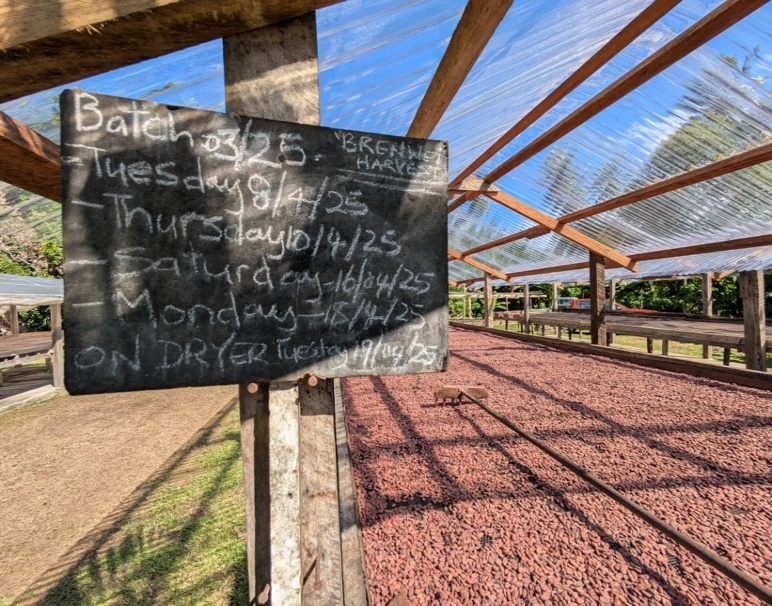 Batch 03/25.
"BRENWEI
HARVEST
- Tuesday 8/4/25
- Thursday 10/4/25
- Saturday - 16/04/25
- Monday - 18/4/25
ON DRYER Tuesday 19/04/25